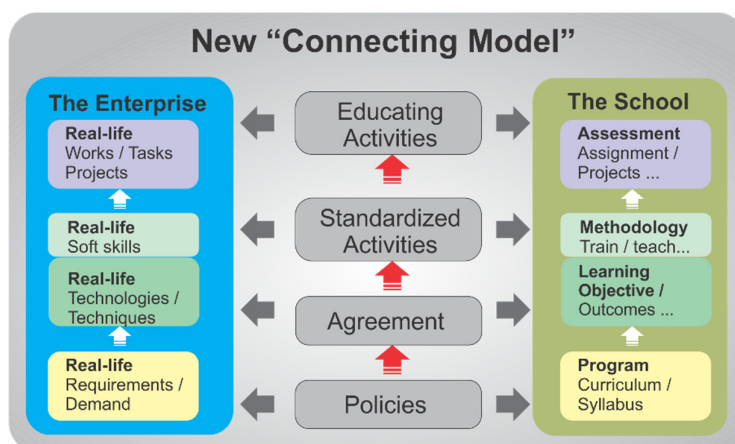 New “Connecting Model”
The Enterprise
Real-life
Works / Tasks
Projects
Real-life
Soft skills
Real-life
Technologies /
Techniques
Real-life
Requirements /
Demand
Educating
Activities
Standardized
Activities
Agreement
Policies
The School
Assessment
Assignment /
Projects ...
Methodology
Train / teach...
Learning
Objective /
Outcomes ...
Program
Curriculum /
Syllabus